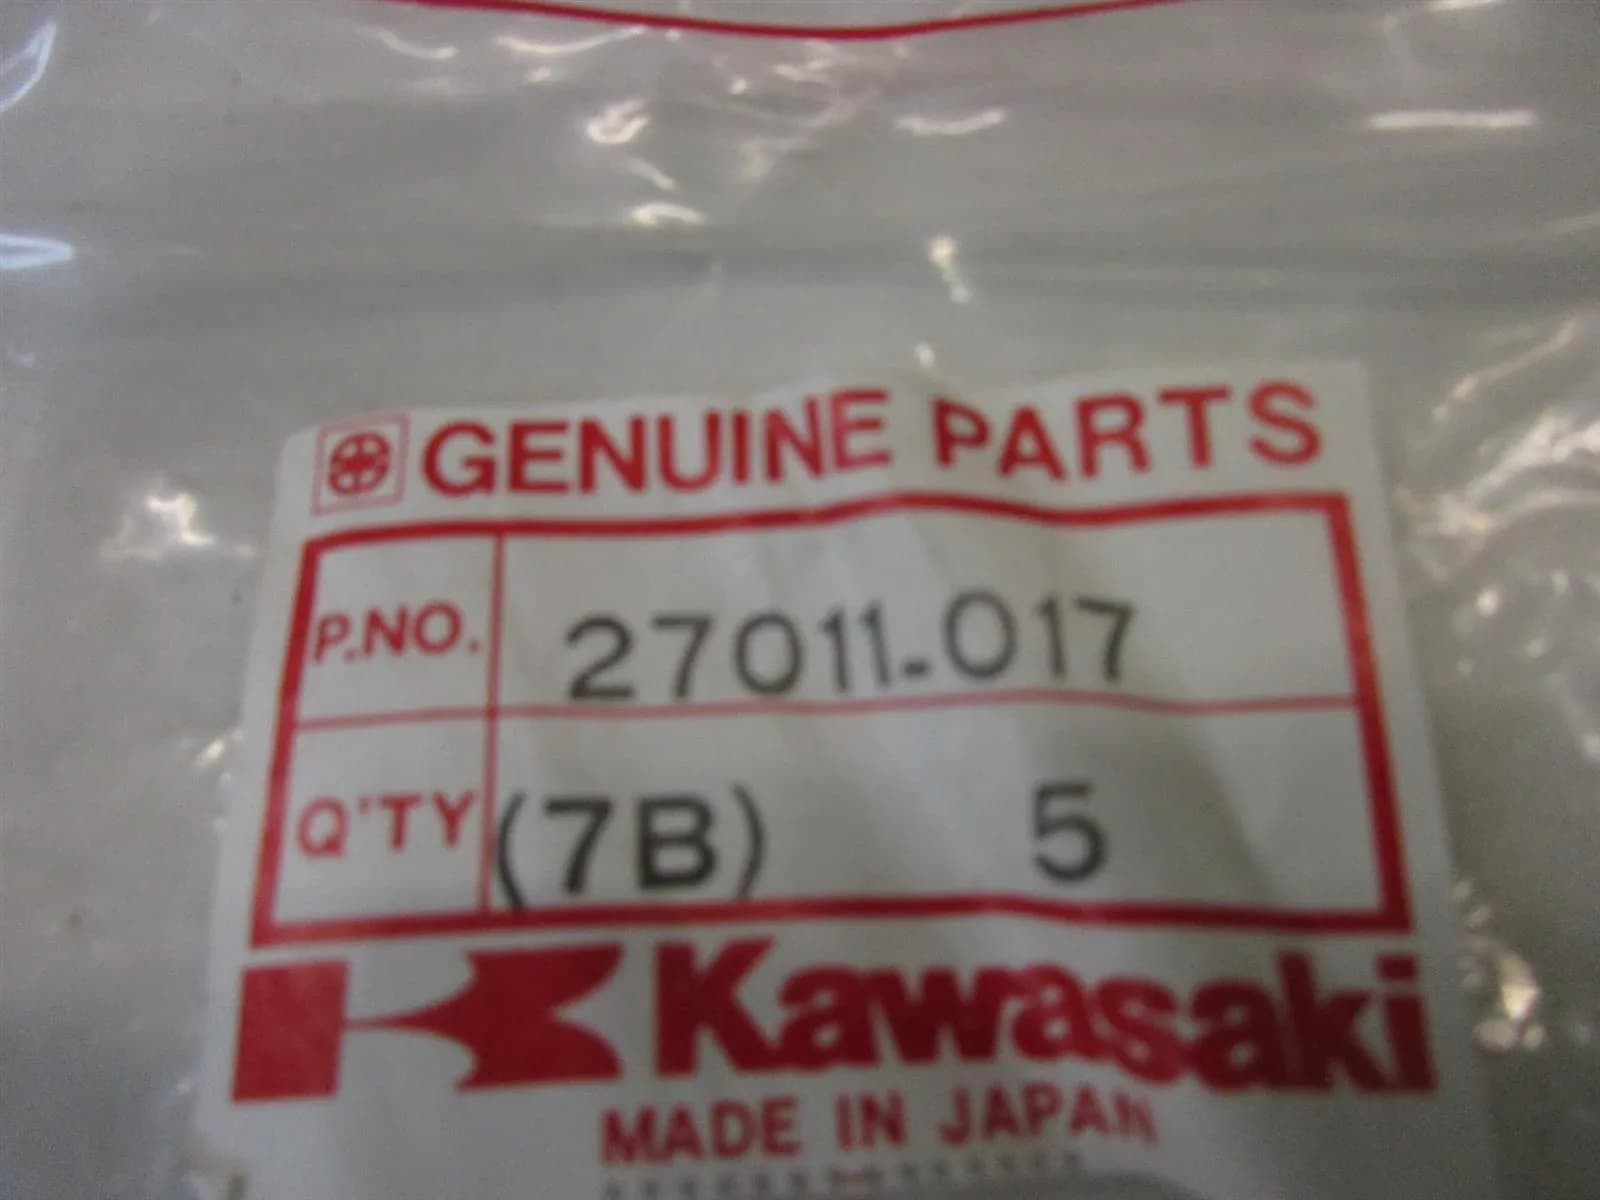 GENUINE PARTS
P.NO. 27011-017
Q'TY (7B) 5
Kawasaki
MADE IN JAPAN